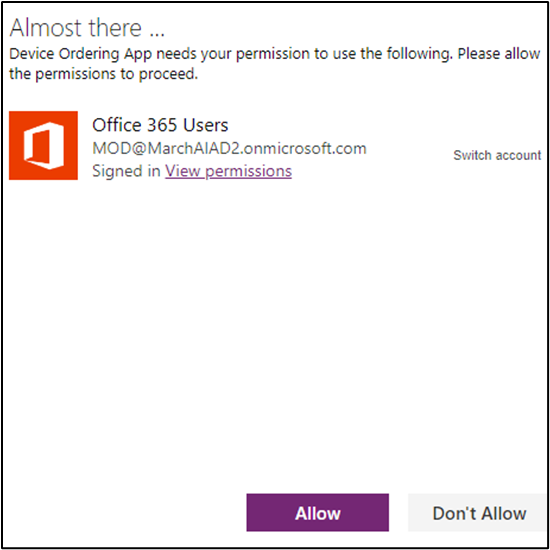 Almost there ...
Device Ordering App needs your permission to use the following. Please allow
the permissions to proceed.
Office 365 Users
MOD@MarchAIAD2.onmicrosoft.com
Switch account
Signed in View permissions
Allow
Don't Allow